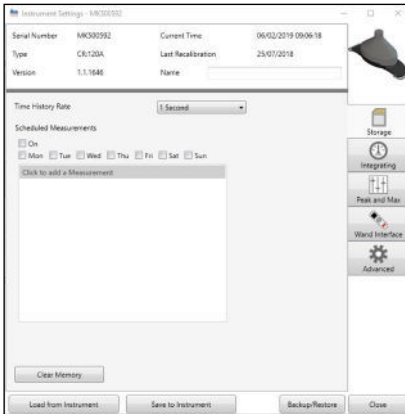 Instrument Settings - MK500592
Serial Number MK500592 Current Time 06/02/2019 09:06:18
Type CR:120A Last Recalibration 25/07/2018
Version 1.1.1646 Name
Time History Rate 1 Second
Scheduled Measurements
On
Mon Tue Wed Thu Fri Sat Sun
Click to add a Measurement
Clear Memory
Storage
Integrating
Peak and Max
Wand Interface
Advanced
Load from Instrument Save to Instrument Backup/Restore Close